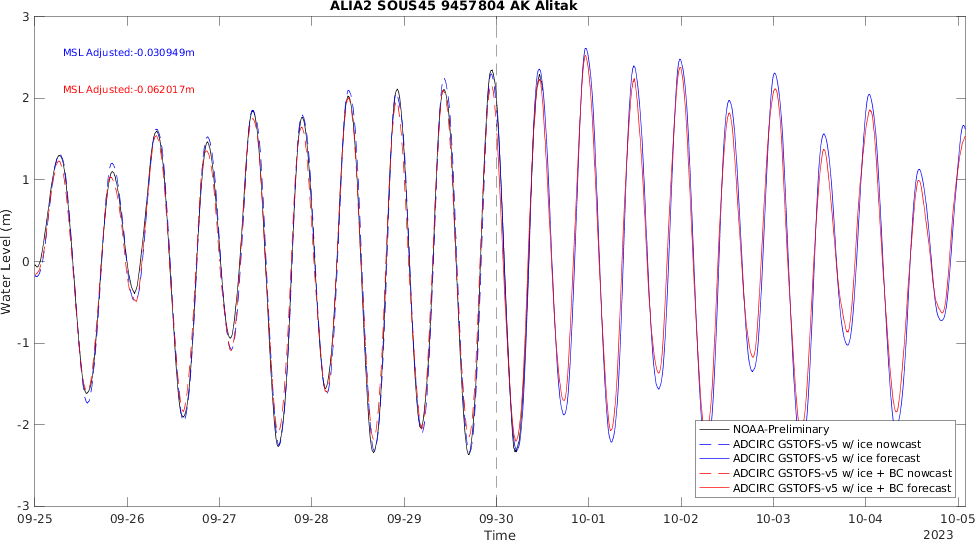 ALIA2 SOUS45 9457804 AK Alitak
MSL Adjusted:-0.030949m
MSL Adjusted:-0.062017m
3
2
1
0
-1
-2
-3
Water Level (m)
NOAA-Preliminary
ADCIRC GSTOFS-v5 w/ ice nowcast
ADCIRC GSTOFS-v5 w/ ice forecast
ADCIRC GSTOFS-v5 w/ ice + BC nowcast
ADCIRC GSTOFS-v5 w/ ice + BC forecast
09-25 09-26 09-27 09-28 09-29 09-30 10-01 10-02 10-03 10-04 10-05
Time
2023